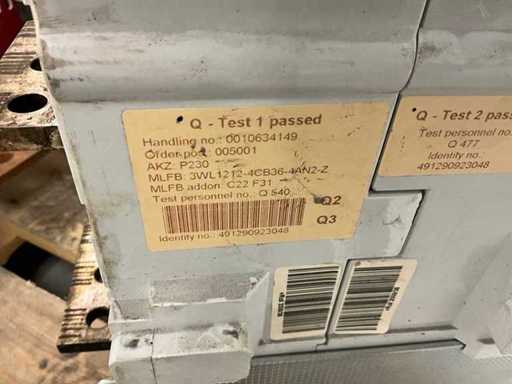 Q - Test 1 passed
Handling no.: 0010634149
Order pos.: 005001
AKZ: P230
MLFB: 3WL1212-4CB36-4AN2-Z
MLFB addon: C22 F31
Test personnel no.: Q 540
Q2
Q3
Identity no.: 491290923048
Q - Test 2 passed
Test personnel no.:
Q 477
Identity no.:
491290923048